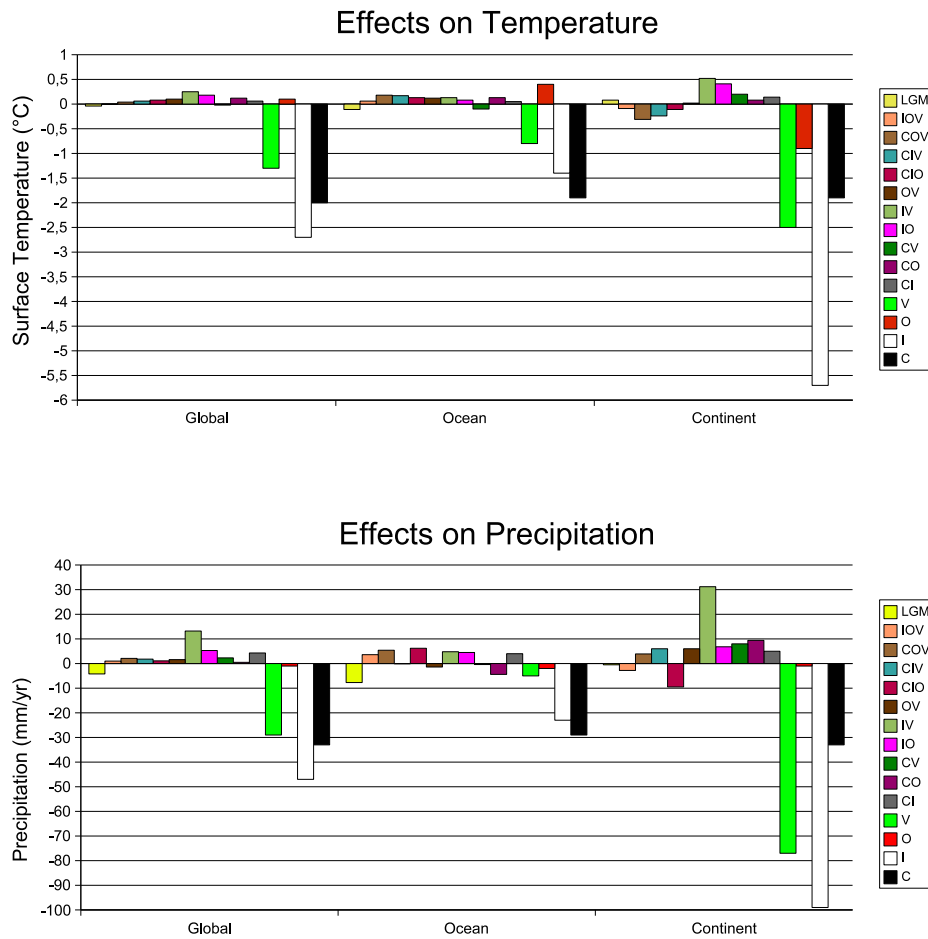 Effects on Temperature
Surface Temperature (°C)
1
0,5
0
-0,5
-1
-1,5
-2
-2,5
-3
-3,5
-4
-4,5
-5
-5,5
-6
Global
Ocean
Continent
LGM
IOV
COV
CIV
CIO
OV
IV
IO
CV
CO
CI
V
O
I
C
Effects on Precipitation
Precipitation (mm/yr)
40
30
20
10
0
-10
-20
-30
-40
-50
-60
-70
-80
-90
-100
Global
Ocean
Continent
LGM
IOV
COV
CIV
CIO
OV
IV
IO
CV
CO
CI
V
O
I
C